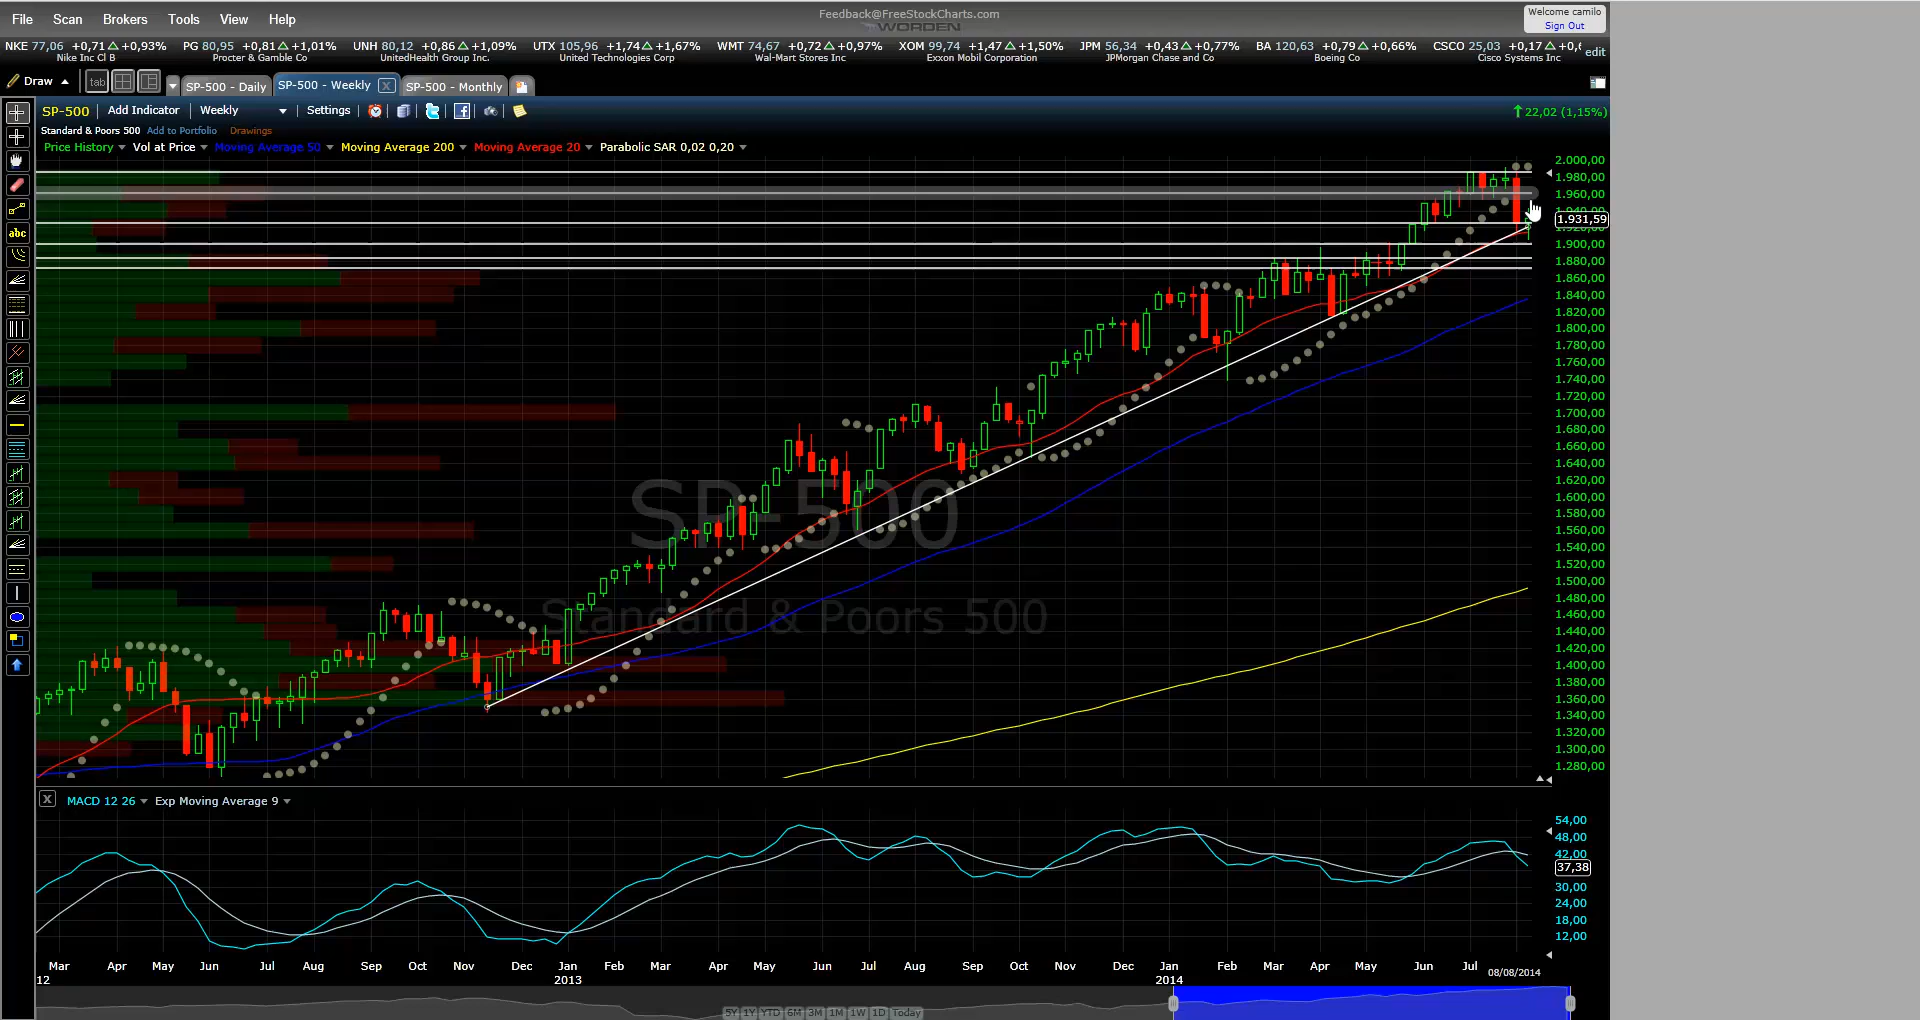 File Scan Brokers Tools View Help
Feedback@FreeStockCharts.com
WORDEN
Welcome camilo
Sign Out
NKE 77,06 +0,71 +0,93% PG 80,95 +0,81 +1,01% UNH 80,12 +0,86 +1,09% UTX 105,96 +1,74 +1,67% WMT 74,67 +0,72 +0,97% XOM 99,74 +1,47 +1,50% JPM 56,34 +0,43 +0,77% BA 120,63 +0,79 +0,66% CSCO 25,03 +0,17 edit
Nike Inc Cl B Procter & Gamble Co UnitedHealth Group Inc. United Technologies Corp Wal-Mart Stores Inc Exxon Mobil Corporation JPMorgan Chase and Co Boeing Co Cisco Systems Inc
Draw tab SP-500 - Daily SP-500 - Weekly X SP-500 - Monthly
SP-500 Add Indicator Weekly Settings 22,02 (1,15%)
Standard & Poors 500 Add to Portfolio Drawings
Price History Vol at Price Moving Average 50 Moving Average 200 Moving Average 20 Parabolic SAR 0,02 0,20
abc
2.000,00
1.980,00
1.960,00
1.940,00
1.931,59
1.920,00
1.900,00
1.880,00
1.860,00
1.840,00
1.820,00
1.800,00
1.780,00
1.760,00
1.740,00
1.720,00
1.700,00
1.680,00
1.660,00
1.640,00
1.620,00
1.600,00
1.580,00
1.560,00
1.540,00
1.520,00
1.500,00
1.480,00
1.460,00
1.440,00
1.420,00
1.400,00
1.380,00
1.360,00
1.340,00
1.320,00
1.300,00
1.280,00
SP-500
Standard & Poors 500
X MACD 12 26 Exp Moving Average 9
54,00
48,00
42,00
37,38
30,00
24,00
18,00
12,00
Mar Apr May Jun Jul Aug Sep Oct Nov Dec Jan Feb Mar Apr May Jun Jul Aug Sep Oct Nov Dec Jan Feb Mar Apr May Jun Jul 08/08/2014
12 2013 2014
5Y 1Y YTD 6M 3M 1M 1W 1D Today